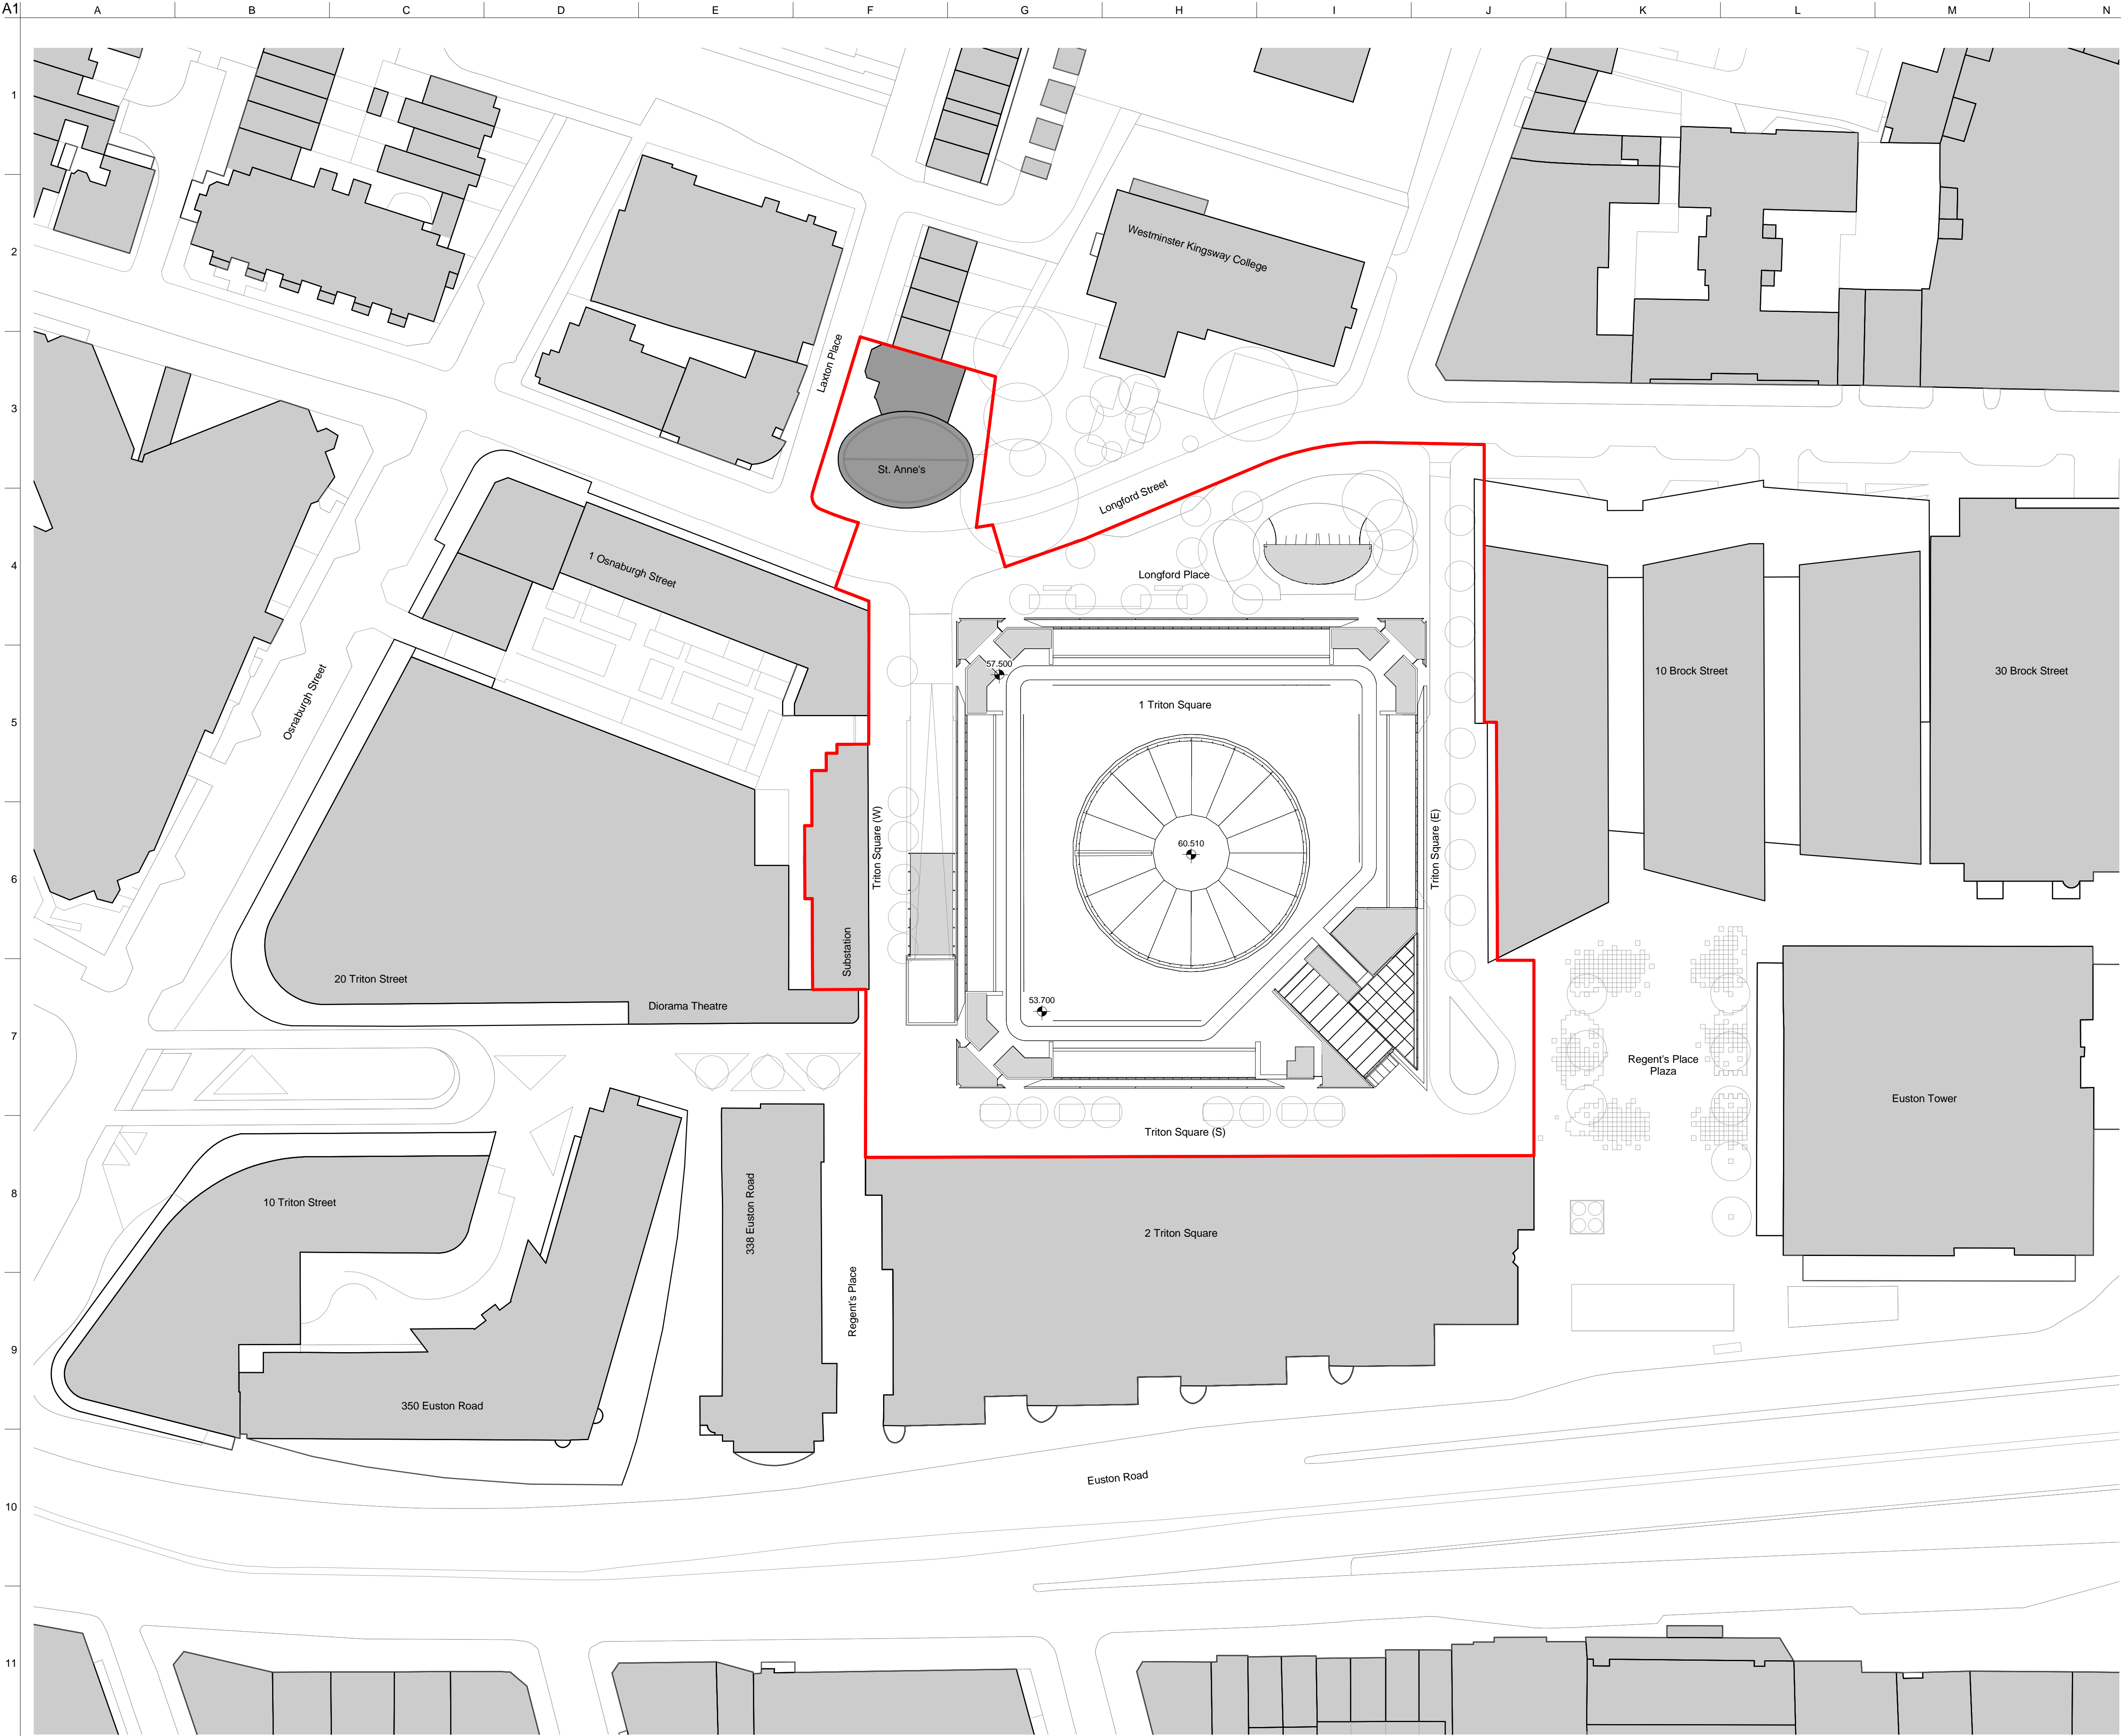 A1
A B C D E F G H I J K L M N
1
2
3
4
5
6
7
8
9
10
11
Westminster Kingsway College
Laxton Place
St. Anne's
Longford Street
1 Osnaburgh Street
Longford Place
Osnaburgh Street
57.500
1 Triton Square
10 Brock Street
30 Brock Street
Triton Square (W)
Triton Square (E)
60.510
Substation
20 Triton Street
Diorama Theatre
53.700
Regent's Place
Plaza
Euston Tower
Triton Square (S)
10 Triton Street
338 Euston Road
2 Triton Square
Regent's Place
350 Euston Road
Euston Road